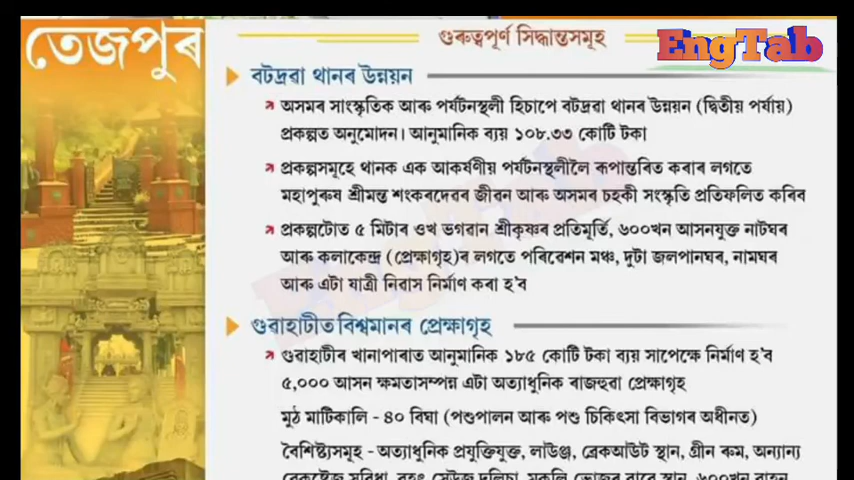 তেজপুৰ
গুৰুত্বপূৰ্ণ সিদ্ধান্তসমূহ
EngTab
বটদ্ৰৱা থানৰ উন্নয়ন
অসমৰ সাংস্কৃতিক আৰু পৰ্যটনস্থলী হিচাপে বটদ্ৰৱা থানৰ উন্নয়ন (দ্বিতীয় পৰ্যায়)
প্ৰকল্পত অনুমোদন। আনুমানিক ব্যয় ১০৮.৩৩ কোটি টকা
প্ৰকল্পসমূহে থানক এক আকৰ্ষণীয় পৰ্যটনস্থলীলৈ ৰূপান্তৰিত কৰাৰ লগতে
মহাপুৰুষ শ্ৰীমন্ত শংকৰদেৱৰ জীৱন আৰু অসমৰ চহকী সংস্কৃতি প্ৰতিফলিত কৰিব
প্ৰকল্পটোত ৫ মিটাৰ ওখ ভগৱান শ্ৰীকৃষ্ণৰ প্ৰতিমূৰ্তি, ৬০০খন আসনযুক্ত নাটঘৰ
আৰু কলাকেন্দ্ৰ (প্ৰেক্ষাগৃহ)ৰ লগতে পৰিৱেশন মঞ্চ, দুটা জলপানঘৰ, নামঘৰ
আৰু এটা যাত্ৰী নিৱাস নিৰ্মাণ কৰা হ'ব
গুৱাহাটীত বিশ্বমানৰ প্ৰেক্ষাগৃহ
গুৱাহাটীৰ খানাপাৰাত আনুমানিক ১৮৫ কোটি টকা ব্যয় সাপেক্ষে নিৰ্মাণ হ'ব
৫,০০০ আসন ক্ষমতাসম্পন্ন এটা অত্যাধুনিক ৰাজহুৱা প্ৰেক্ষাগৃহ
মুঠ মাটিকালি - ৪০ বিঘা (পশুপালন আৰু পশু চিকিৎসা বিভাগৰ অধীনত)
বৈশিষ্ট্যসমূহ - অত্যাধুনিক প্ৰযুক্তিযুক্ত, লাউঞ্জ, ব্ৰেকআউট স্থান, গ্ৰীন ৰুম, অন্যান্য